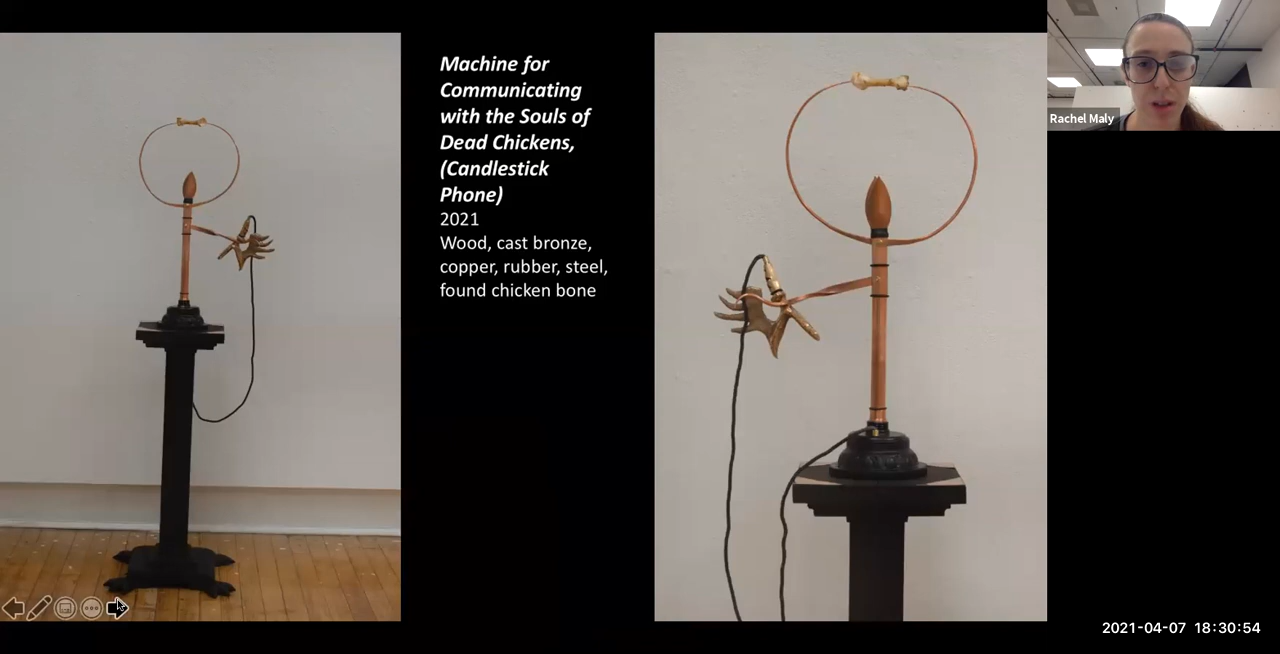 Machine for
Communicating
with the Souls of
Dead Chickens,
(Candlestick
Phone)
2021
Wood, cast bronze,
copper, rubber, steel,
found chicken bone
Rachel Maly
2021-04-07 18:30:54